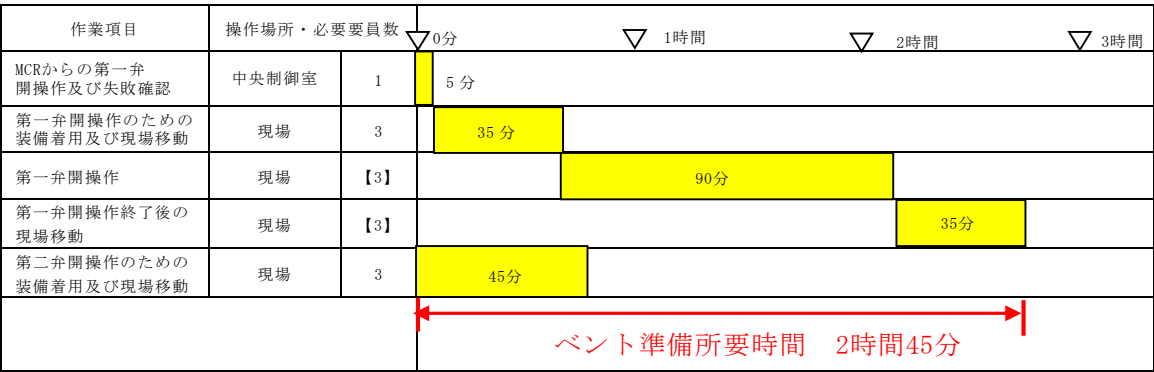 作業項目 操作場所・必要要員数 0分 1時間 2時間 3時間
MCRからの第一弁
開操作及び失敗確認 中央制御室 1 5分
第一弁開操作のための
装備着用及び現場移動 現場 3 35分
第一弁開操作 現場 【3】 90分
第一弁開操作終了後の
現場移動 現場 【3】 35分
第二弁開操作のための
装備着用及び現場移動 現場 3 45分
ベント準備所要時間 2時間45分